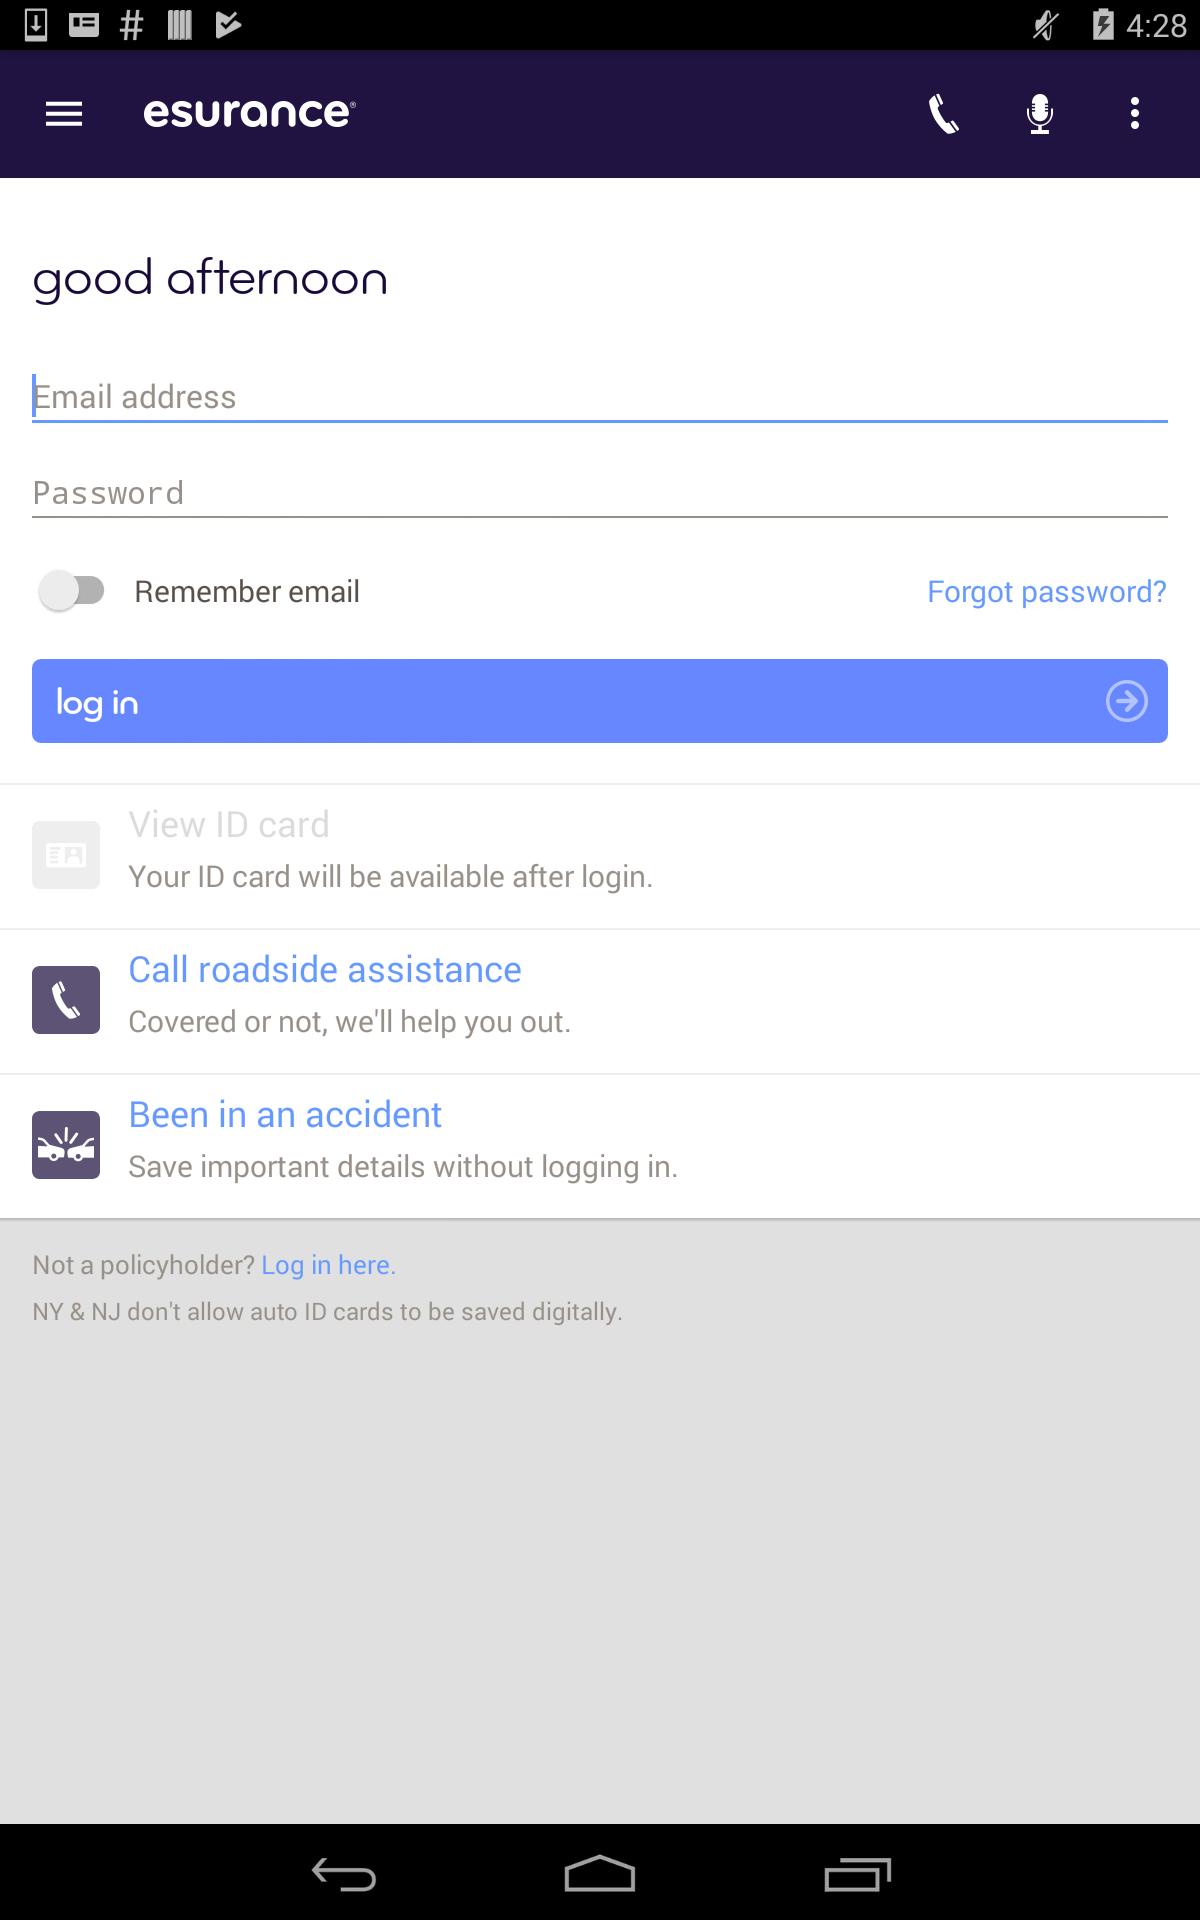 4:28
esurance®
good afternoon
Email address
Password
Remember email
Forgot password?
log in
View ID card
Your ID card will be available after login.
Call roadside assistance
Covered or not, we'll help you out.
Been in an accident
Save important details without logging in.
Not a policyholder? Log in here.
NY & NJ don't allow auto ID cards to be saved digitally.